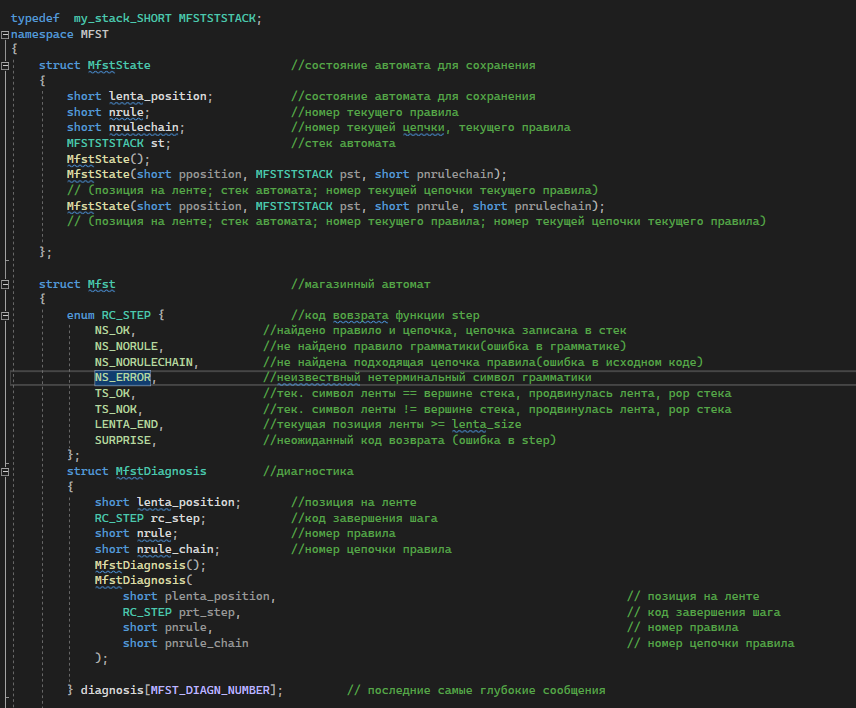 typedef  my_stack_SHORT MFSTSTSTACK;
namespace MFST
{
    struct MfstState                    //состояние автомата для сохранения
    {
        short lenta_position;           //состояние автомата для сохранения
        short nrule;                    //номер текущего правила
        short nrulechain;               //номер текущей цепчки, текущего правила
        MFSTSTSTACK st;                 //стек автомата
        MfstState();
        MfstState(short pposition, MFSTSTSTACK pst, short pnrulechain);
        // (позиция на ленте; стек автомата; номер текущей цепочки текущего правила)
        MfstState(short pposition, MFSTSTSTACK pst, short pnrule, short pnrulechain);
        // (позиция на ленте; стек автомата; номер текущего правила; номер текущей цепочки текущего правила)
    };
    struct Mfst                         //магазинный автомат
    {
        enum RC_STEP {                  //код вовзрата функции step
            NS_OK,                  //найдено правило и цепочка, цепочка записана в стек
            NS_NORULE,              //не найдено правило грамматики(ошибка в грамматике)
            NS_NORULECHAIN,         //не найдена подходящая цепочка правила(ошибка в исходном коде)
            NS_ERROR,               //неизвествный нетерминальный символ грамматики
            TS_OK,                  //тек. символ ленты == вершине стека, продвинулась лента, pop стека
            TS_NOK,                 //тек. символ ленты != вершине стека, продвинулась лента, pop стека
            LENTA_END,              //текущая позиция ленты >= lenta_size
            SURPRISE,               //неожиданный код возврата (ошибка в step)
        };
        struct MfstDiagnosis        //диагностика
        {
            short lenta_position;       //позиция на ленте
            RC_STEP rc_step;            //код завершения шага
            short nrule;                //номер правила
            short nrule_chain;          //номер цепочки правила
            MfstDiagnosis();
            MfstDiagnosis(
                short plenta_position,                                                  // позиция на ленте
                RC_STEP prt_step,                                                       // код завершения шага
                short pnrule,                                                           // номер правила
                short pnrule_chain                                                      // номер цепочки правила
            );
        } diagnosis[MFST_DIAGN_NUMBER];         // последние самые глубокие сообщения